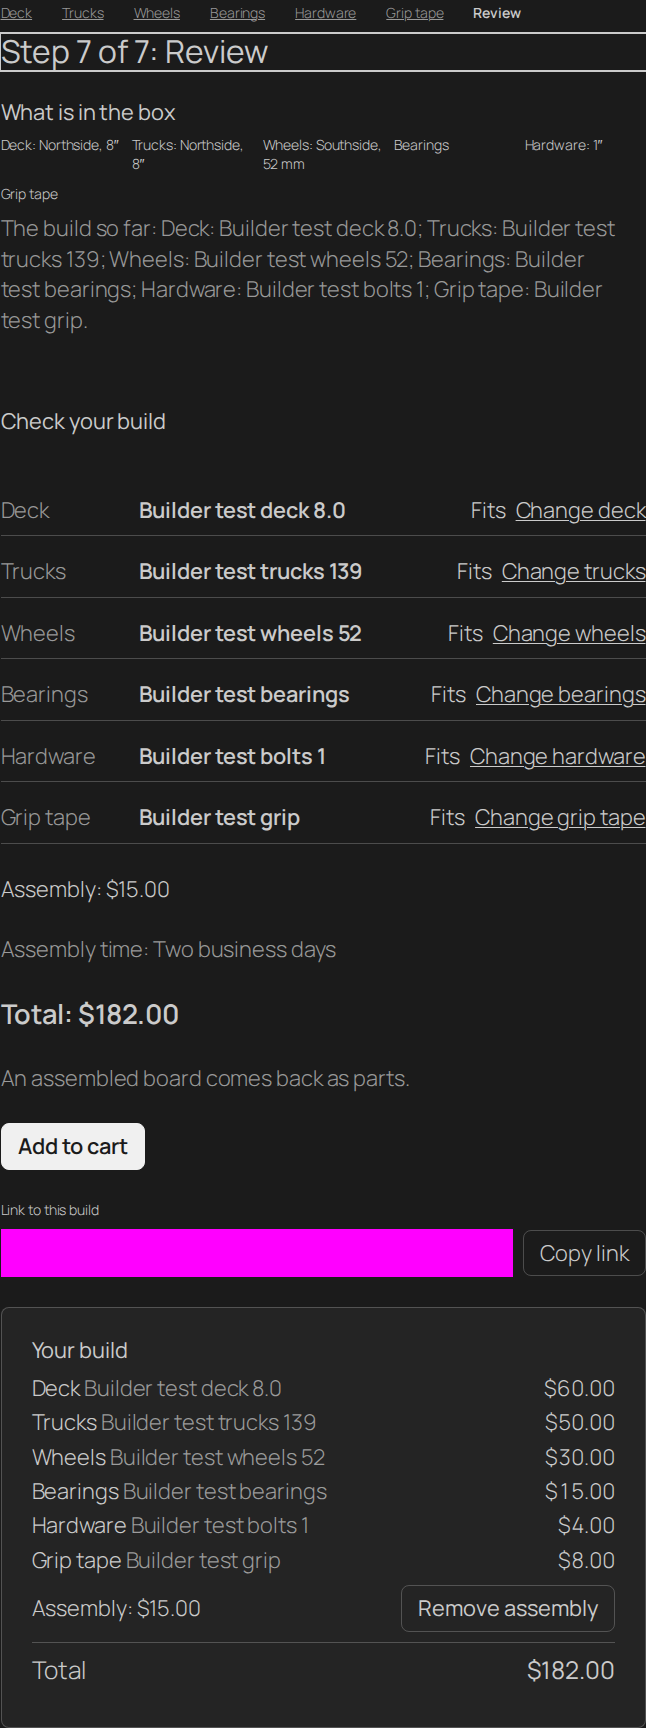 Deck Trucks Wheels Bearings Hardware Grip tape Review
Step 7 of 7: Review
What is in the box
Deck: Northside, 8″ Trucks: Northside, 8″ Wheels: Southside, 52 mm Bearings Hardware: 1″
Grip tape
The build so far: Deck: Builder test deck 8.0; Trucks: Builder test
trucks 139; Wheels: Builder test wheels 52; Bearings: Builder
test bearings; Hardware: Builder test bolts 1; Grip tape: Builder
test grip.
Check your build
Deck Builder test deck 8.0 Fits Change deck
Trucks Builder test trucks 139 Fits Change trucks
Wheels Builder test wheels 52 Fits Change wheels
Bearings Builder test bearings Fits Change bearings
Hardware Builder test bolts 1 Fits Change hardware
Grip tape Builder test grip Fits Change grip tape
Assembly: $15.00
Assembly time: Two business days
Total: $182.00
An assembled board comes back as parts.
Add to cart
Link to this build
Copy link
Your build
Deck Builder test deck 8.0 $60.00
Trucks Builder test trucks 139 $50.00
Wheels Builder test wheels 52 $30.00
Bearings Builder test bearings $15.00
Hardware Builder test bolts 1 $4.00
Grip tape Builder test grip $8.00
Assembly: $15.00 Remove assembly
Total $182.00